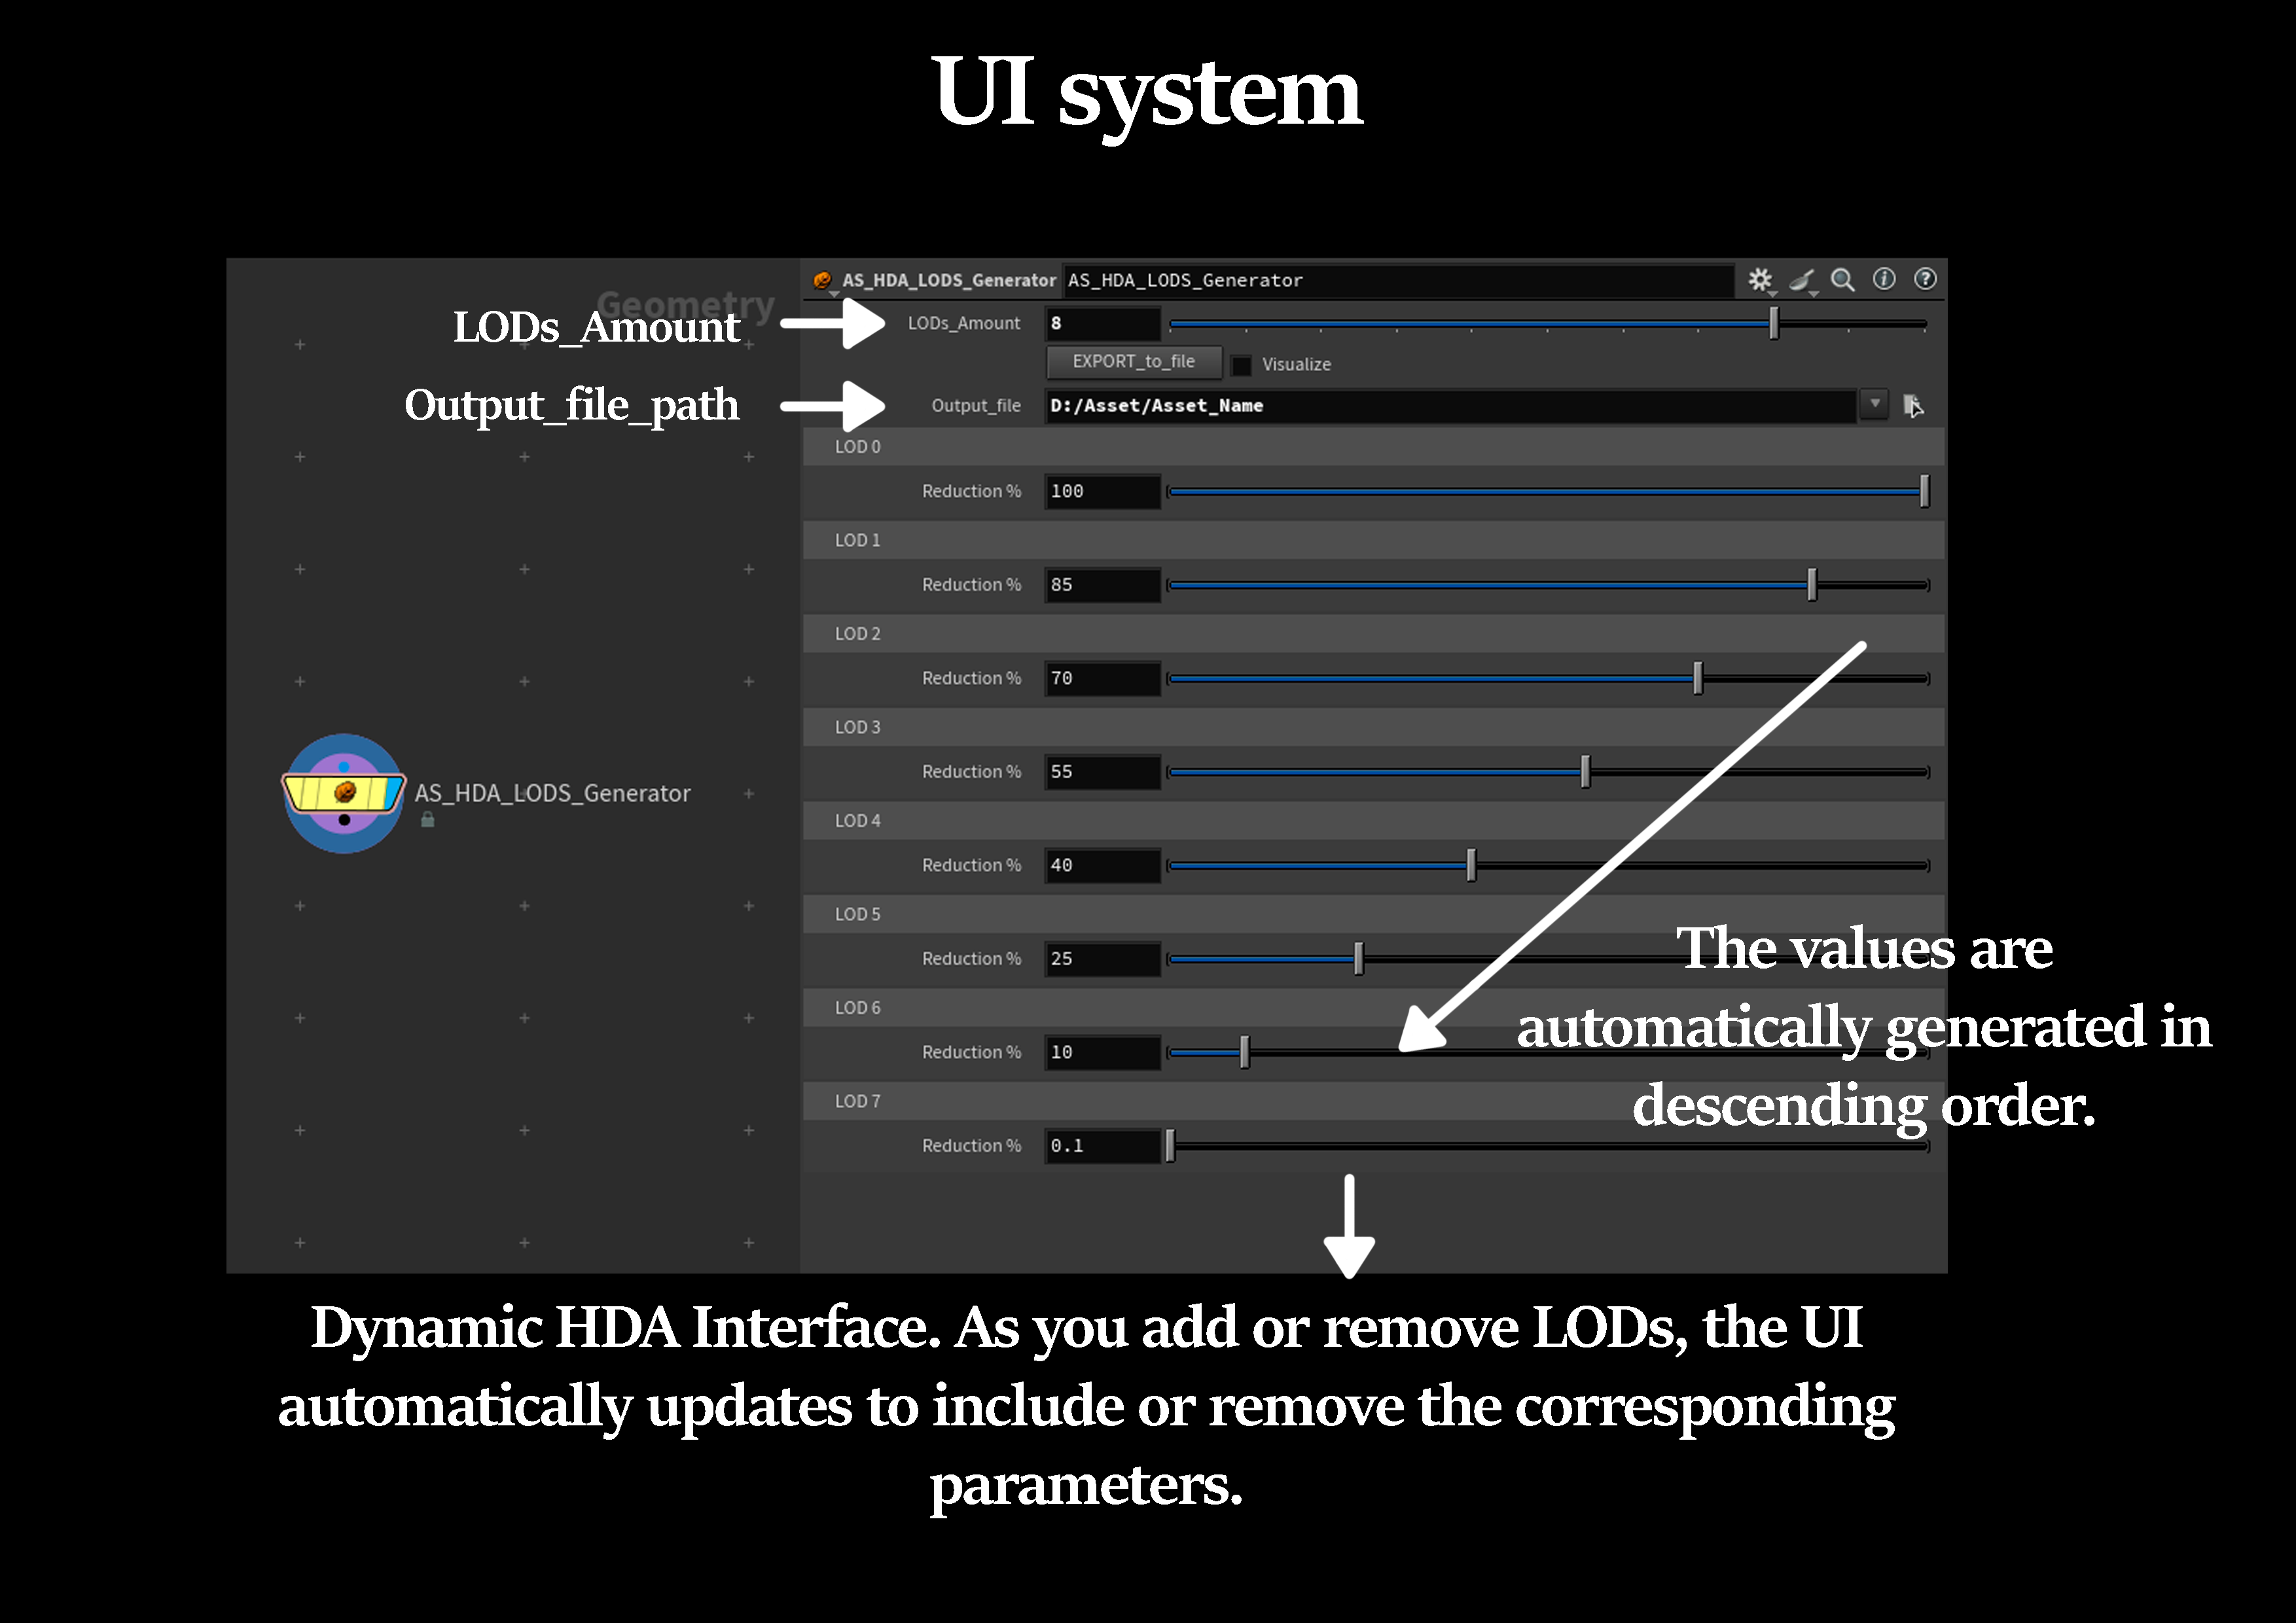 UI system
Geometry
AS_HDA_LODS_Generator AS_HDA_LODS_Generator
LODs_Amount
LODs_Amount 8
EXPORT_to_file Visualize
Output_file_path
Output_file D:/Asset/Asset_Name
LOD 0
Reduction % 100
LOD 1
Reduction % 85
LOD 2
Reduction % 70
LOD 3
Reduction % 55
AS_HDA_LODS_Generator
LOD 4
Reduction % 40
LOD 5
Reduction % 25
LOD 6
Reduction % 10
LOD 7
Reduction % 0.1
The values are
automatically generated in
descending order.
Dynamic HDA Interface. As you add or remove LODs, the UI
automatically updates to include or remove the corresponding
parameters.